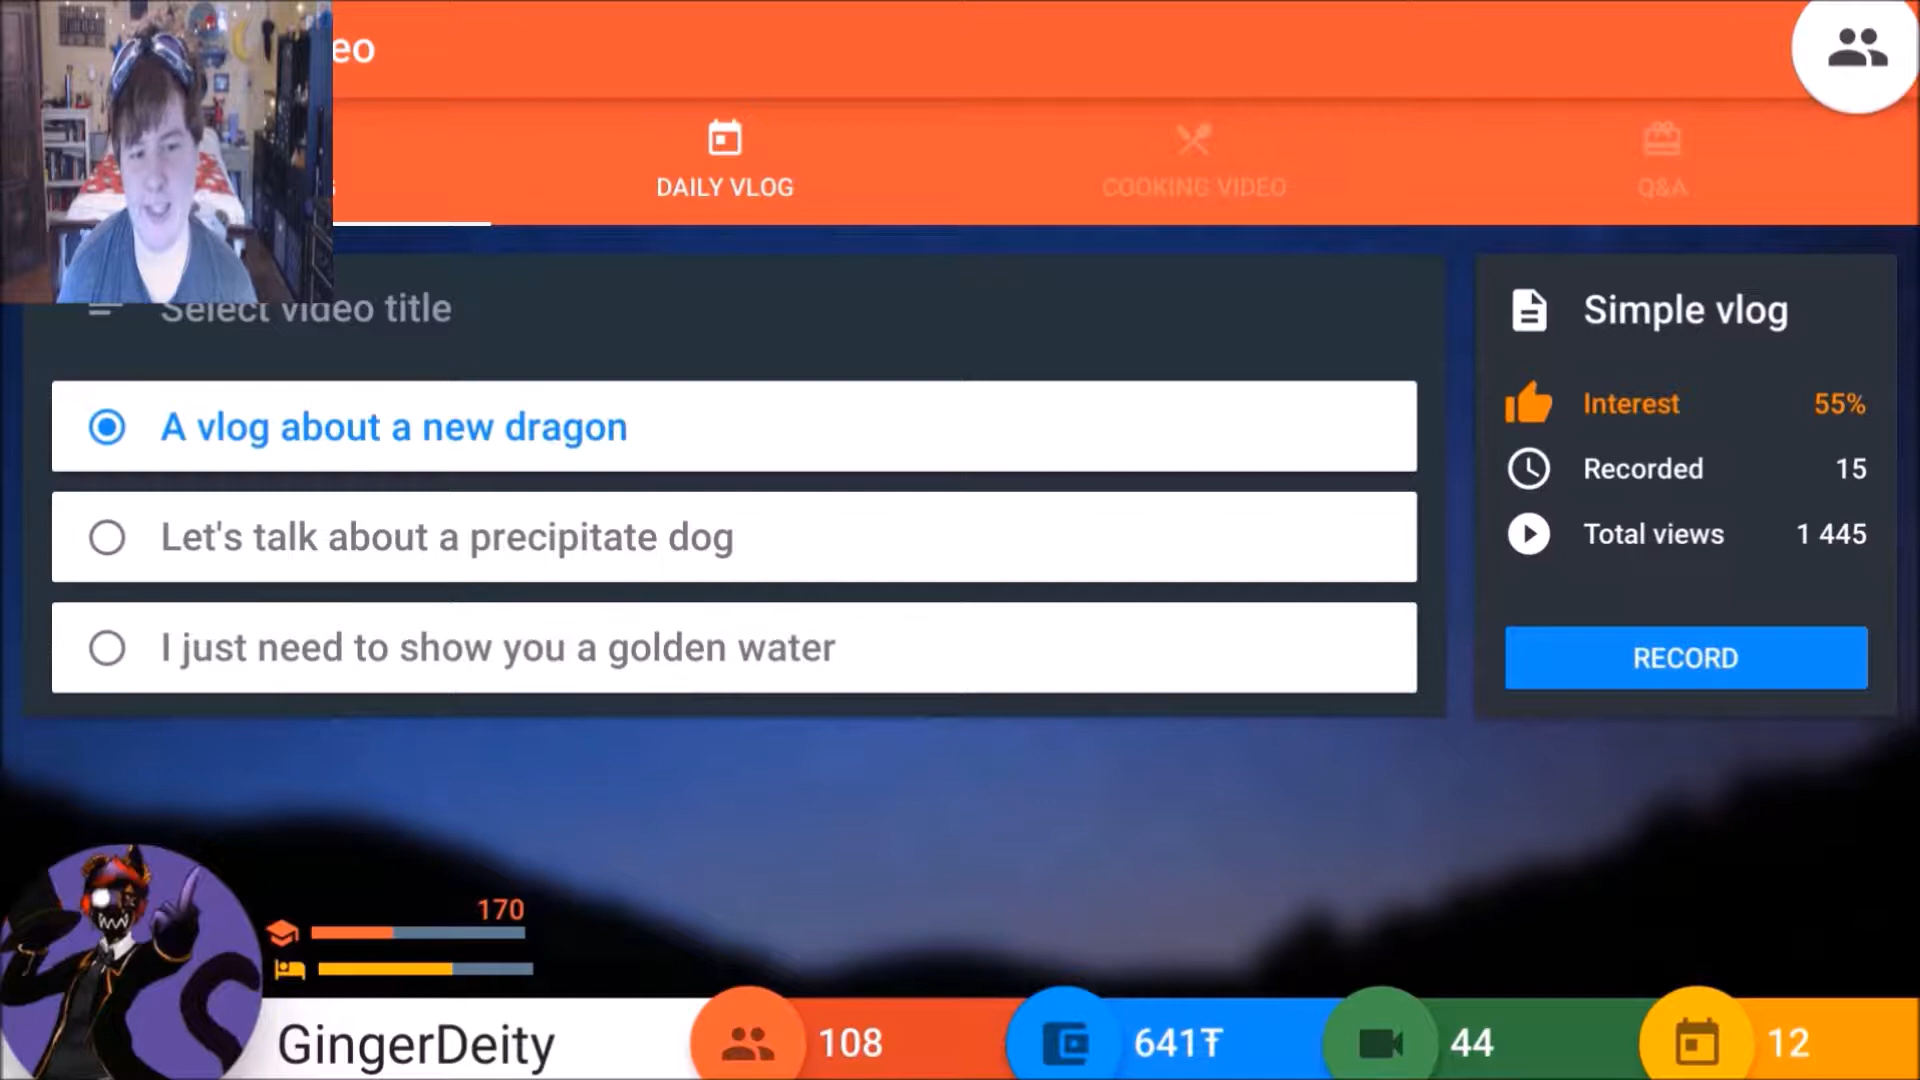 eo
DAILY VLOG
COOKING VIDEO
Q&A
Select video title
A vlog about a new dragon
Let's talk about a precipitate dog
I just need to show you a golden water
Simple vlog
Interest 55%
Recorded 15
Total views 1 445
RECORD
170
GingerDeity
108
641₮
44
12